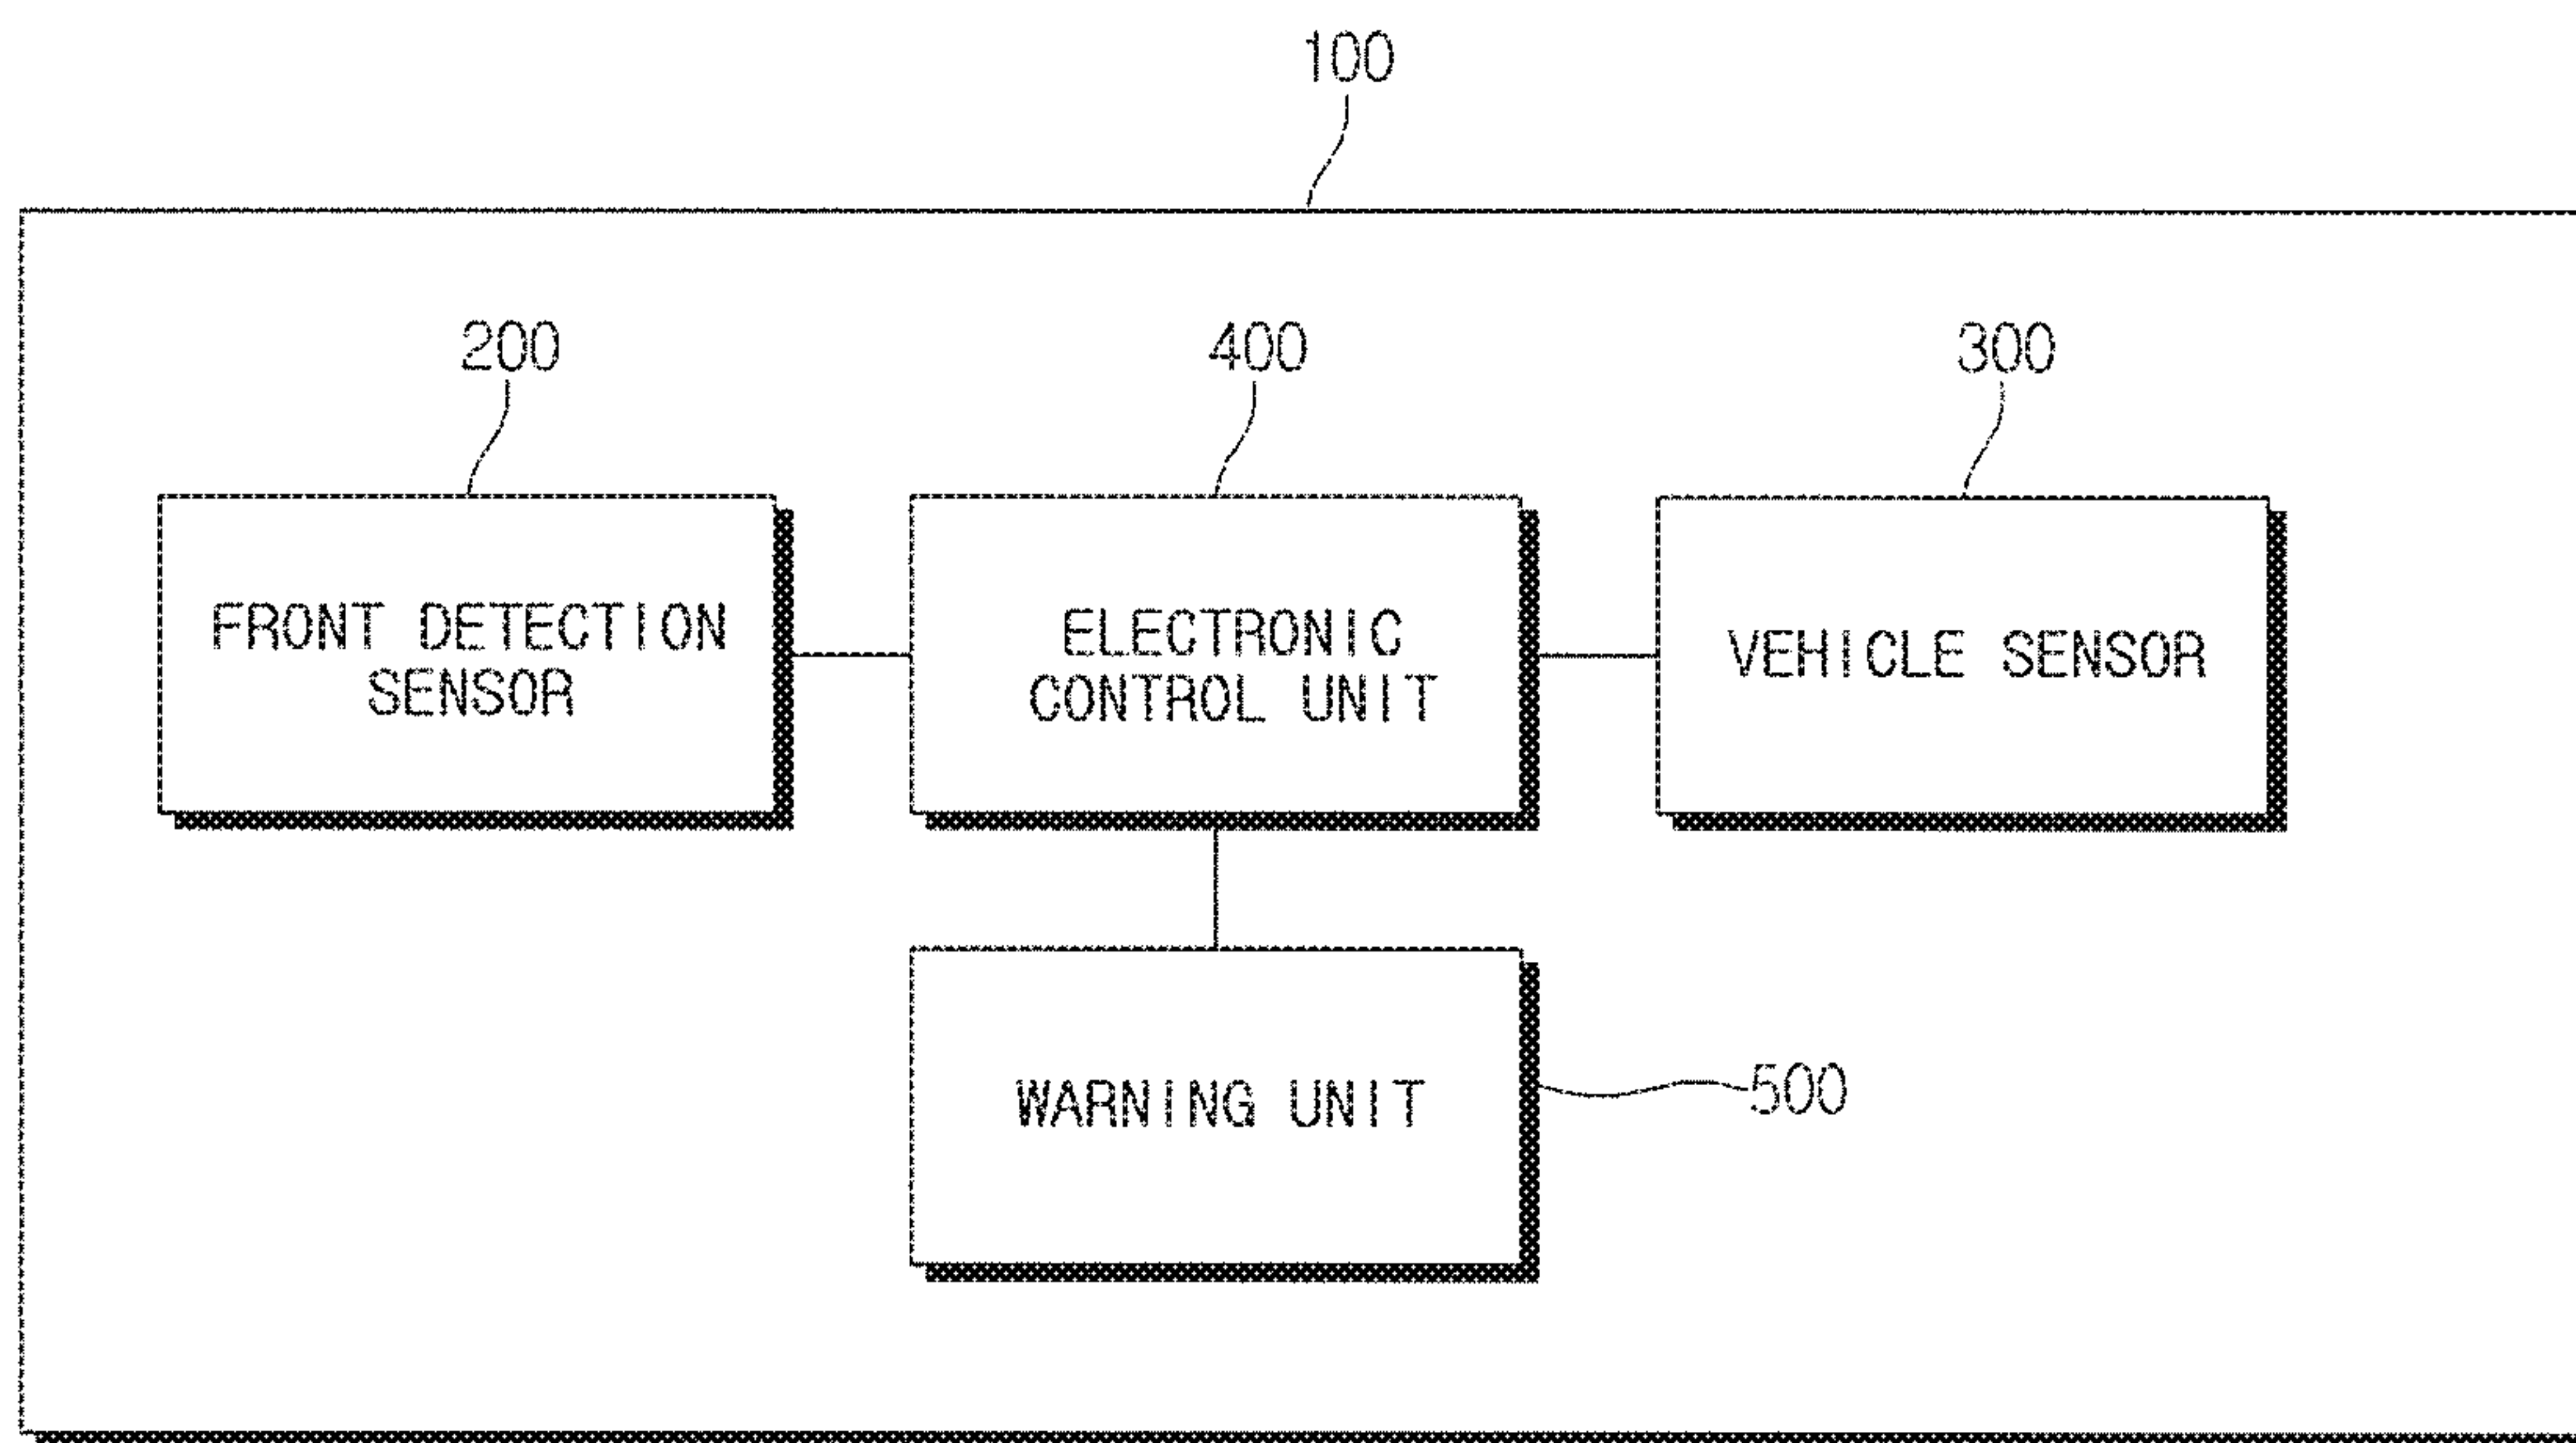 100
200
400
300
FRONT DETECTION
SENSOR
ELECTRONIC
CONTROL UNIT
VEHICLE SENSOR
WARNING UNIT
500